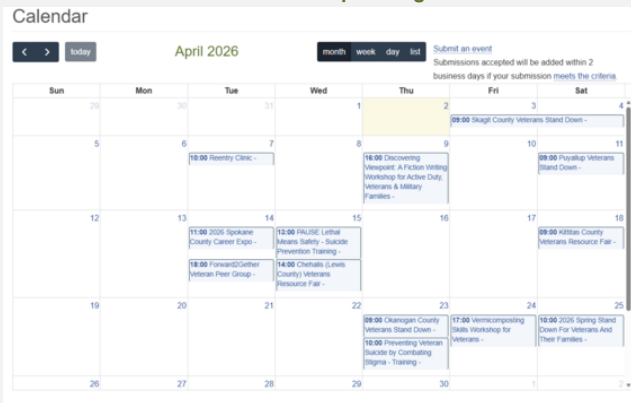 Calendar
today
April 2026
month week day list
Submit an event
Submissions accepted will be added within 2
business days if your submission meets the criteria.
Sun Mon Tue Wed Thu Fri Sat
29 30 31 1 2 3 4
09:00 Skagit County Veterans Stand Down -
5 6 7 8 9 10 11
10:00 Reentry Clinic -
16:00 Discovering
Viewpoint: A Fiction Writing
Workshop for Active Duty,
Veterans & Military
Families -
09:00 Puyallup Veterans
Stand Down -
12 13 14 15 16 17 18
11:00 2026 Spokane
County Career Expo -
18:00 Forward2Gether
Veteran Peer Group -
13:00 PAUSE Lethal
Means Safety - Suicide
Prevention Training -
14:00 Chehalis (Lewis
County) Veterans
Resource Fair -
09:00 Kittitas County
Veterans Resource Fair -
19 20 21 22 23 24 25
09:00 Okanogan County
Veterans Stand Down -
10:00 Preventing Veteran
Suicide by Combating
Stigma - Training -
17:00 Vermicomposting
Skills Workshop for
Veterans -
10:00 2026 Spring Stand
Down For Veterans And
Their Families -
26 27 28 29 30 1 2